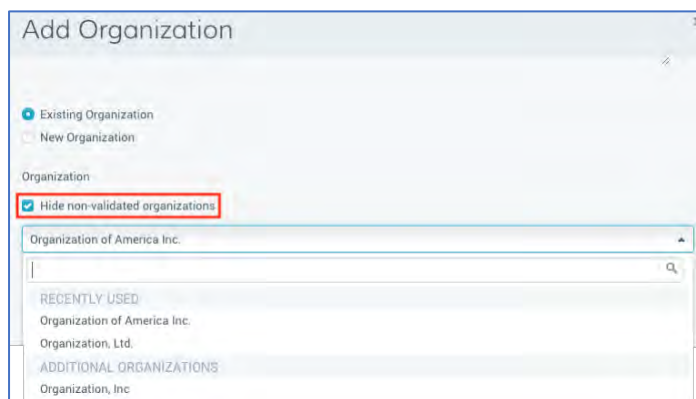 Add Organization
Existing Organization
New Organization
Organization
Hide non-validated organizations
Organization of America Inc.
RECENTLY USED
Organization of America Inc.
Organization, Ltd.
ADDITIONAL ORGANIZATIONS
Organization, Inc